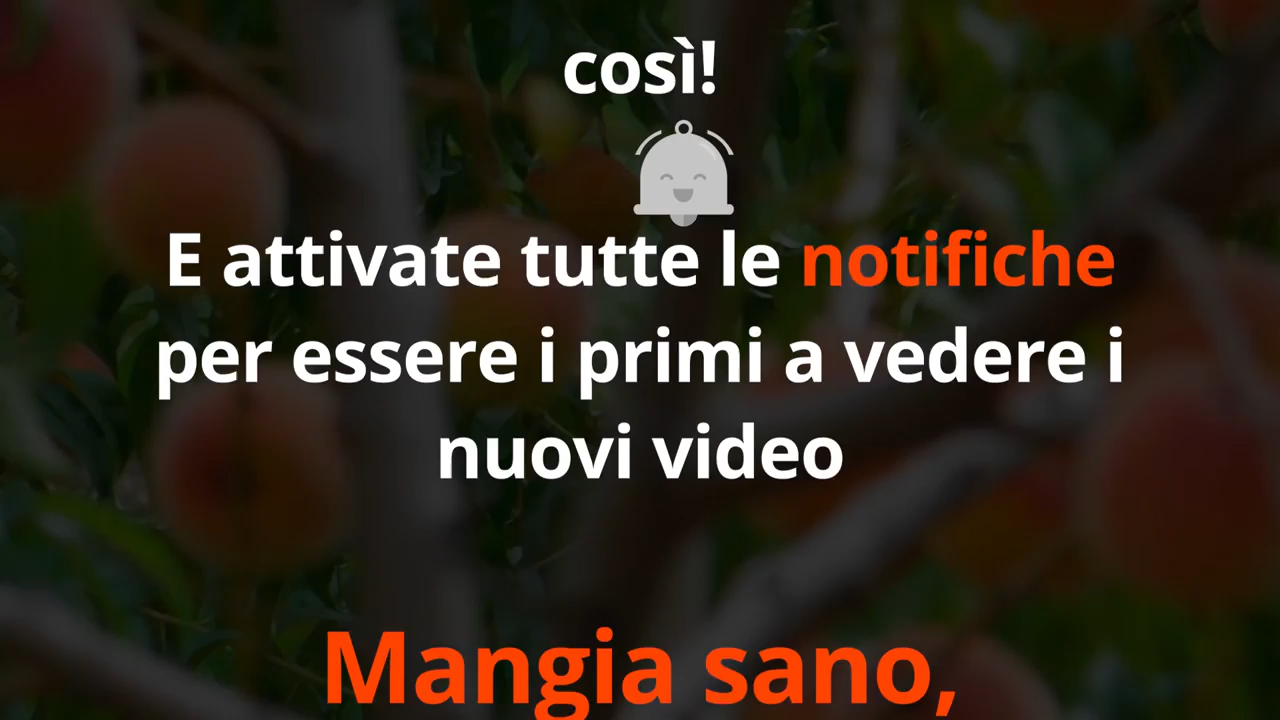 così!
E attivate tutte le notifiche
per essere i primi a vedere i
nuovi video
Mangia sano,